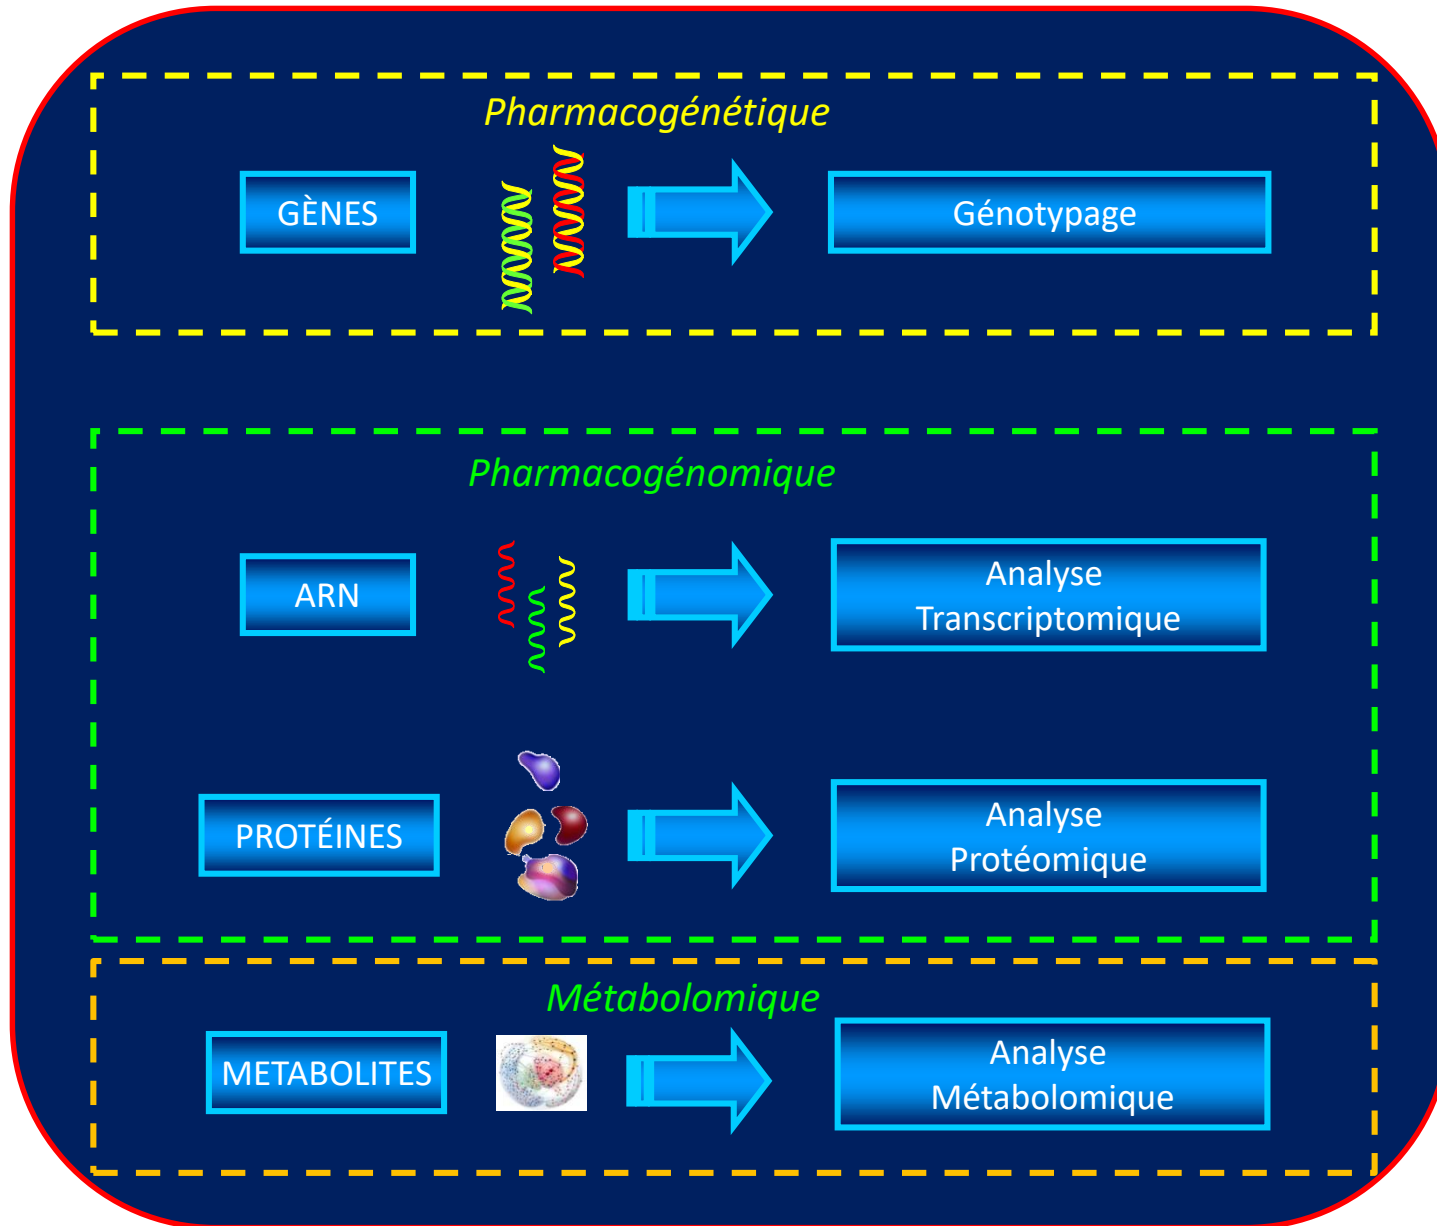 Pharmacogénétique
GÈNES
Génotypage
Pharmacogénomique
ARN
Analyse
Transcriptomique
PROTÉINES
Analyse
Protéomique
Métabolomique
METABOLITES
Analyse
Métabolomique